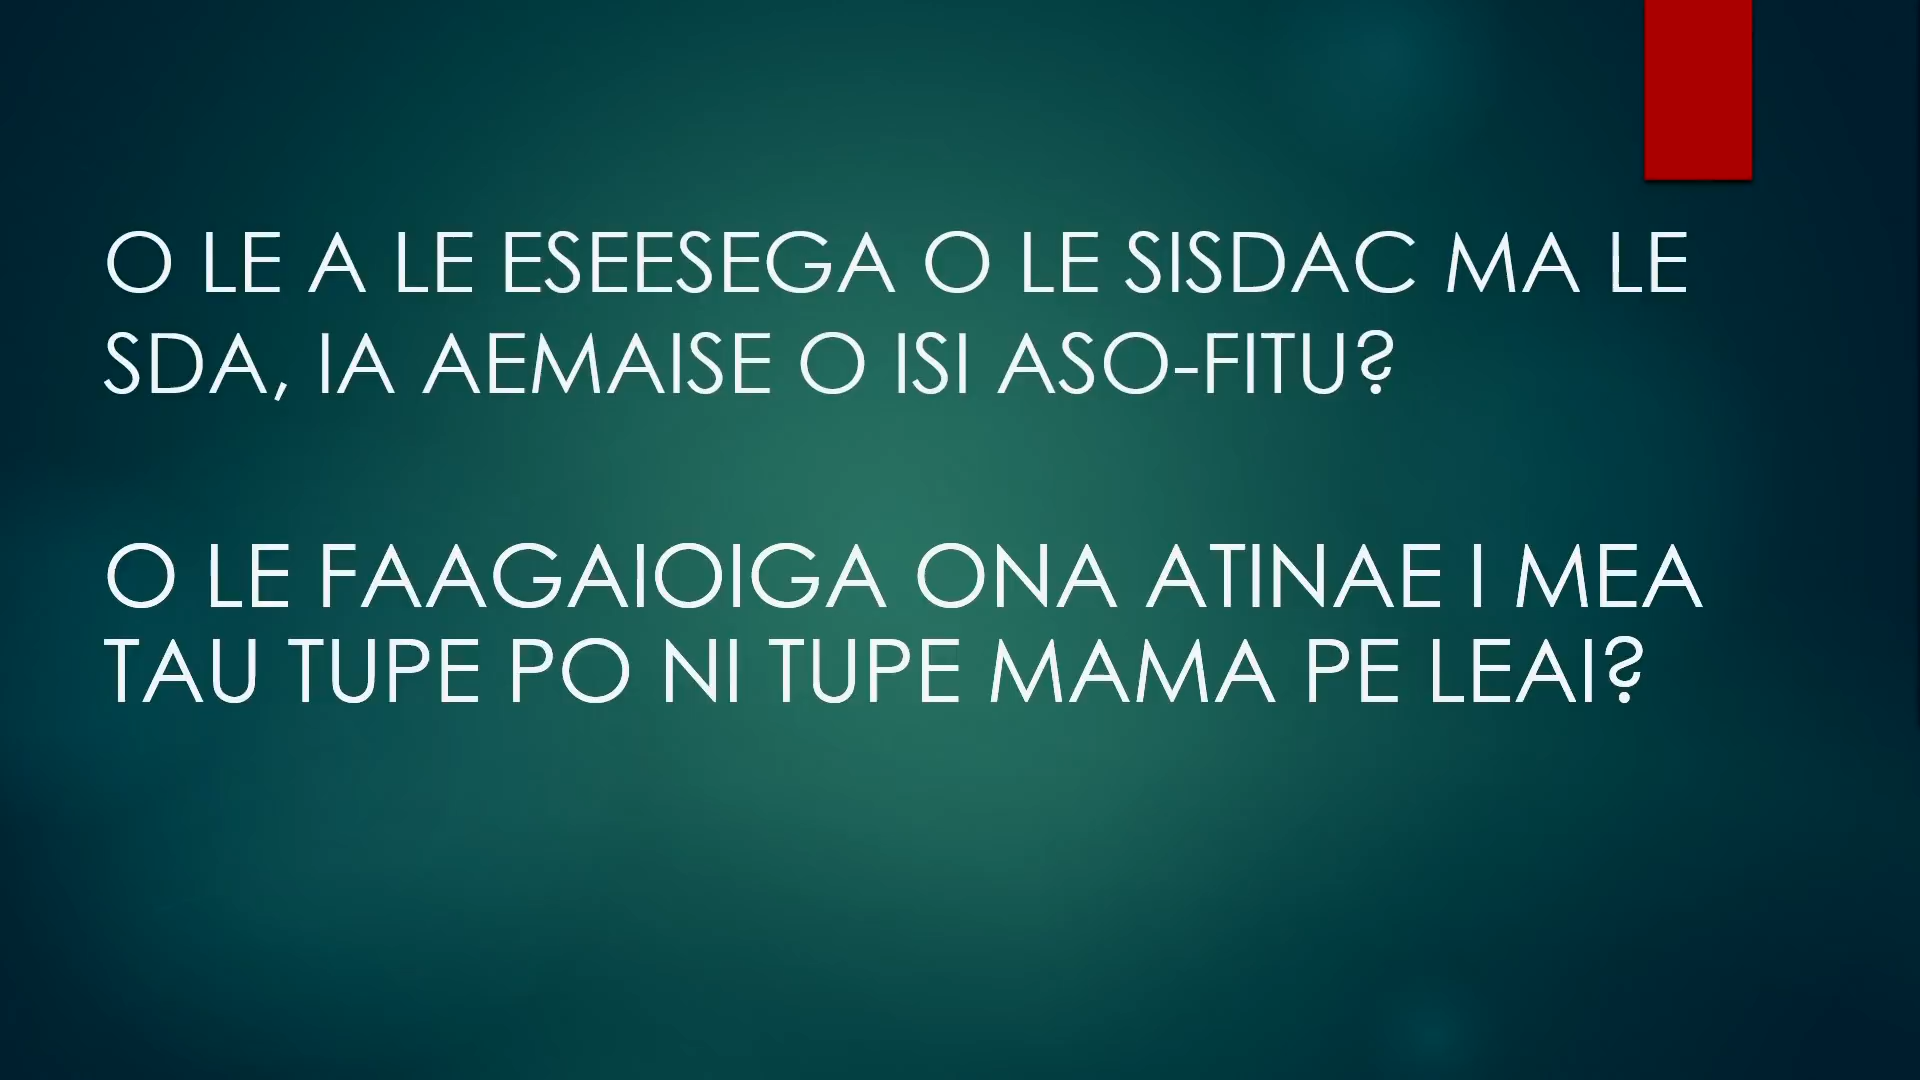 O LE A LE ESEESEGA O LE SISDAC MA LE
SDA, IA AEMAISE O ISI ASO-FITU?
O LE FAAGAIOIGA ONA ATINAE I MEA
TAU TUPE PO NI TUPE MAMA PE LEAI?